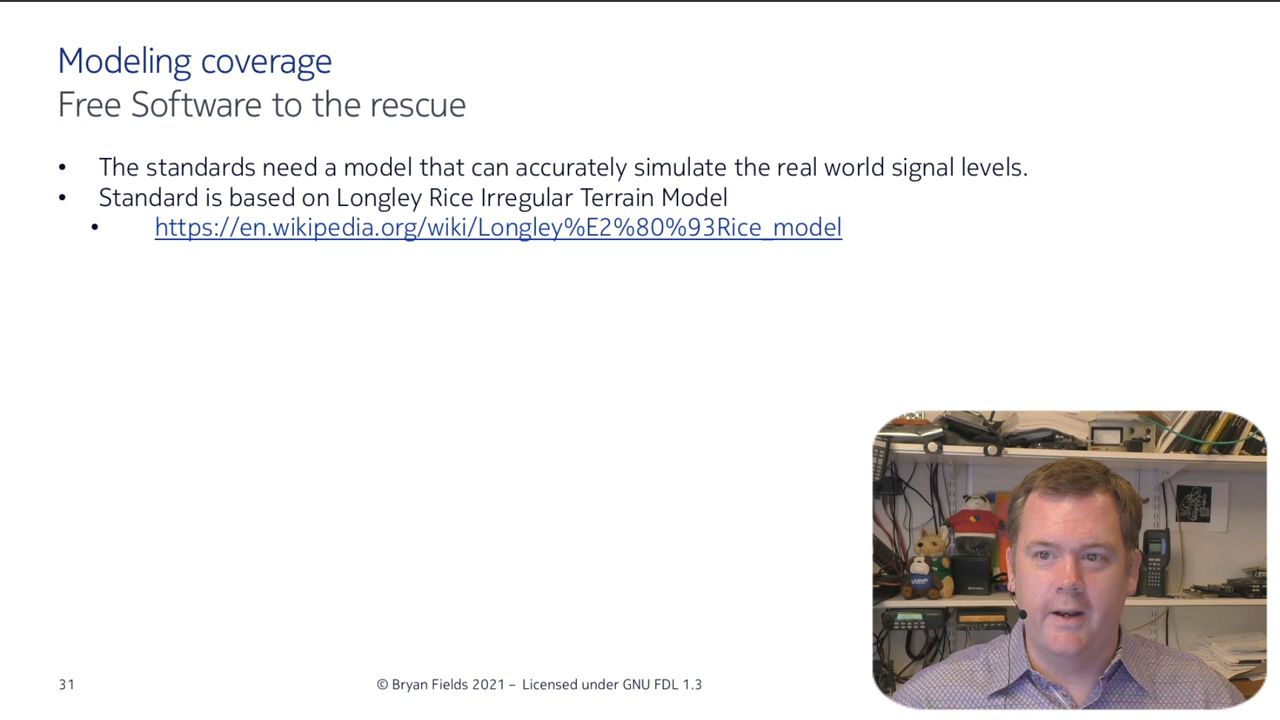 Modeling coverage
Free Software to the rescue
• The standards need a model that can accurately simulate the real world signal levels.
• Standard is based on Longley Rice Irregular Terrain Model
• https://en.wikipedia.org/wiki/Longley%E2%80%93Rice_model
31
© Bryan Fields 2021 – Licensed under GNU FDL 1.3